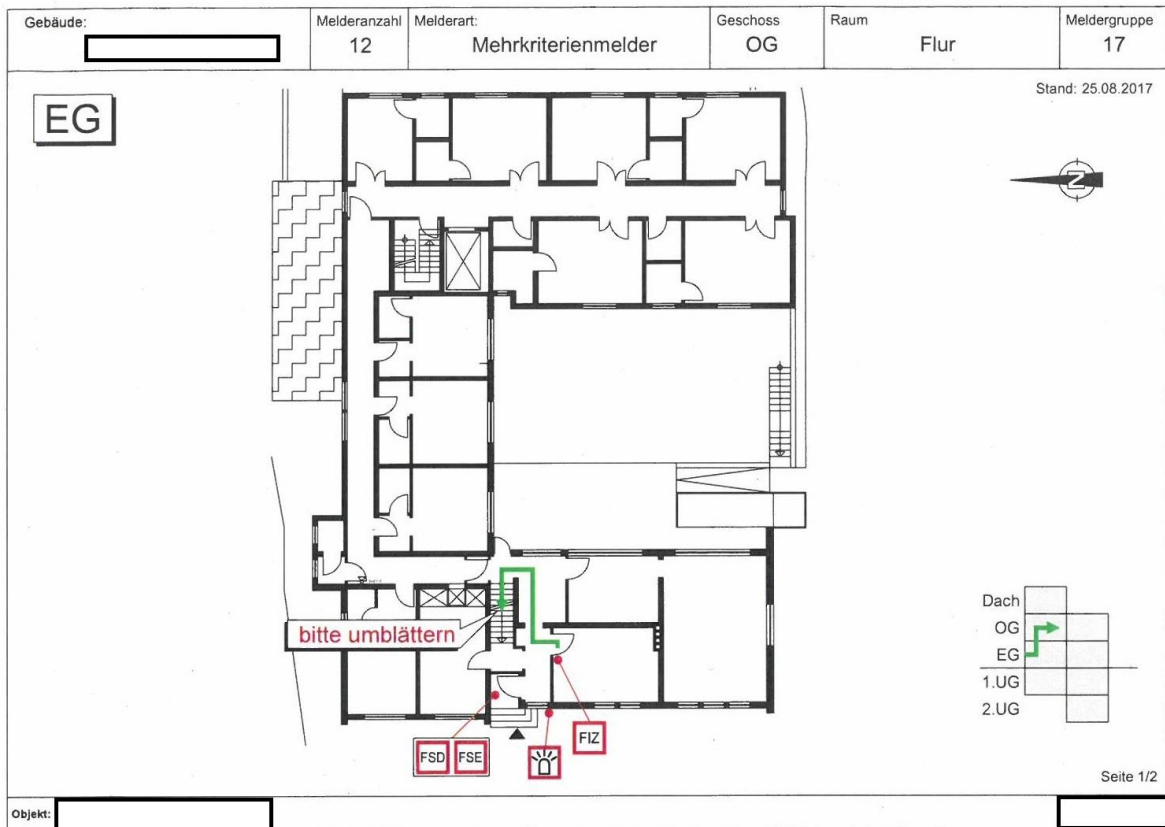 Gebäude:
Melderanzahl
12
Melderart:
Mehrkriterienmelder
Geschoss
OG
Raum
Flur
Meldergruppe
17
Stand: 25.08.2017
EG
N
bitte umblättern
FSD FSE
FIZ
Dach
OG
EG
1.UG
2.UG
Seite 1/2
Objekt: